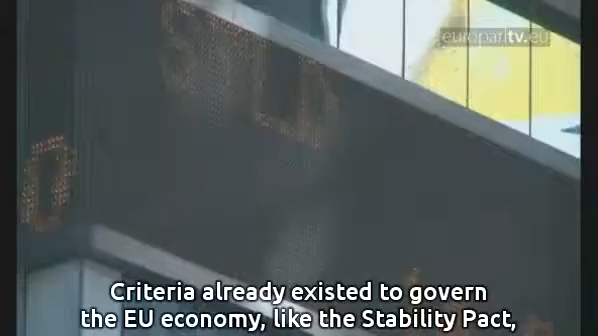 europarltv.eu
Criteria already existed to govern
the EU economy, like the Stability Pact,